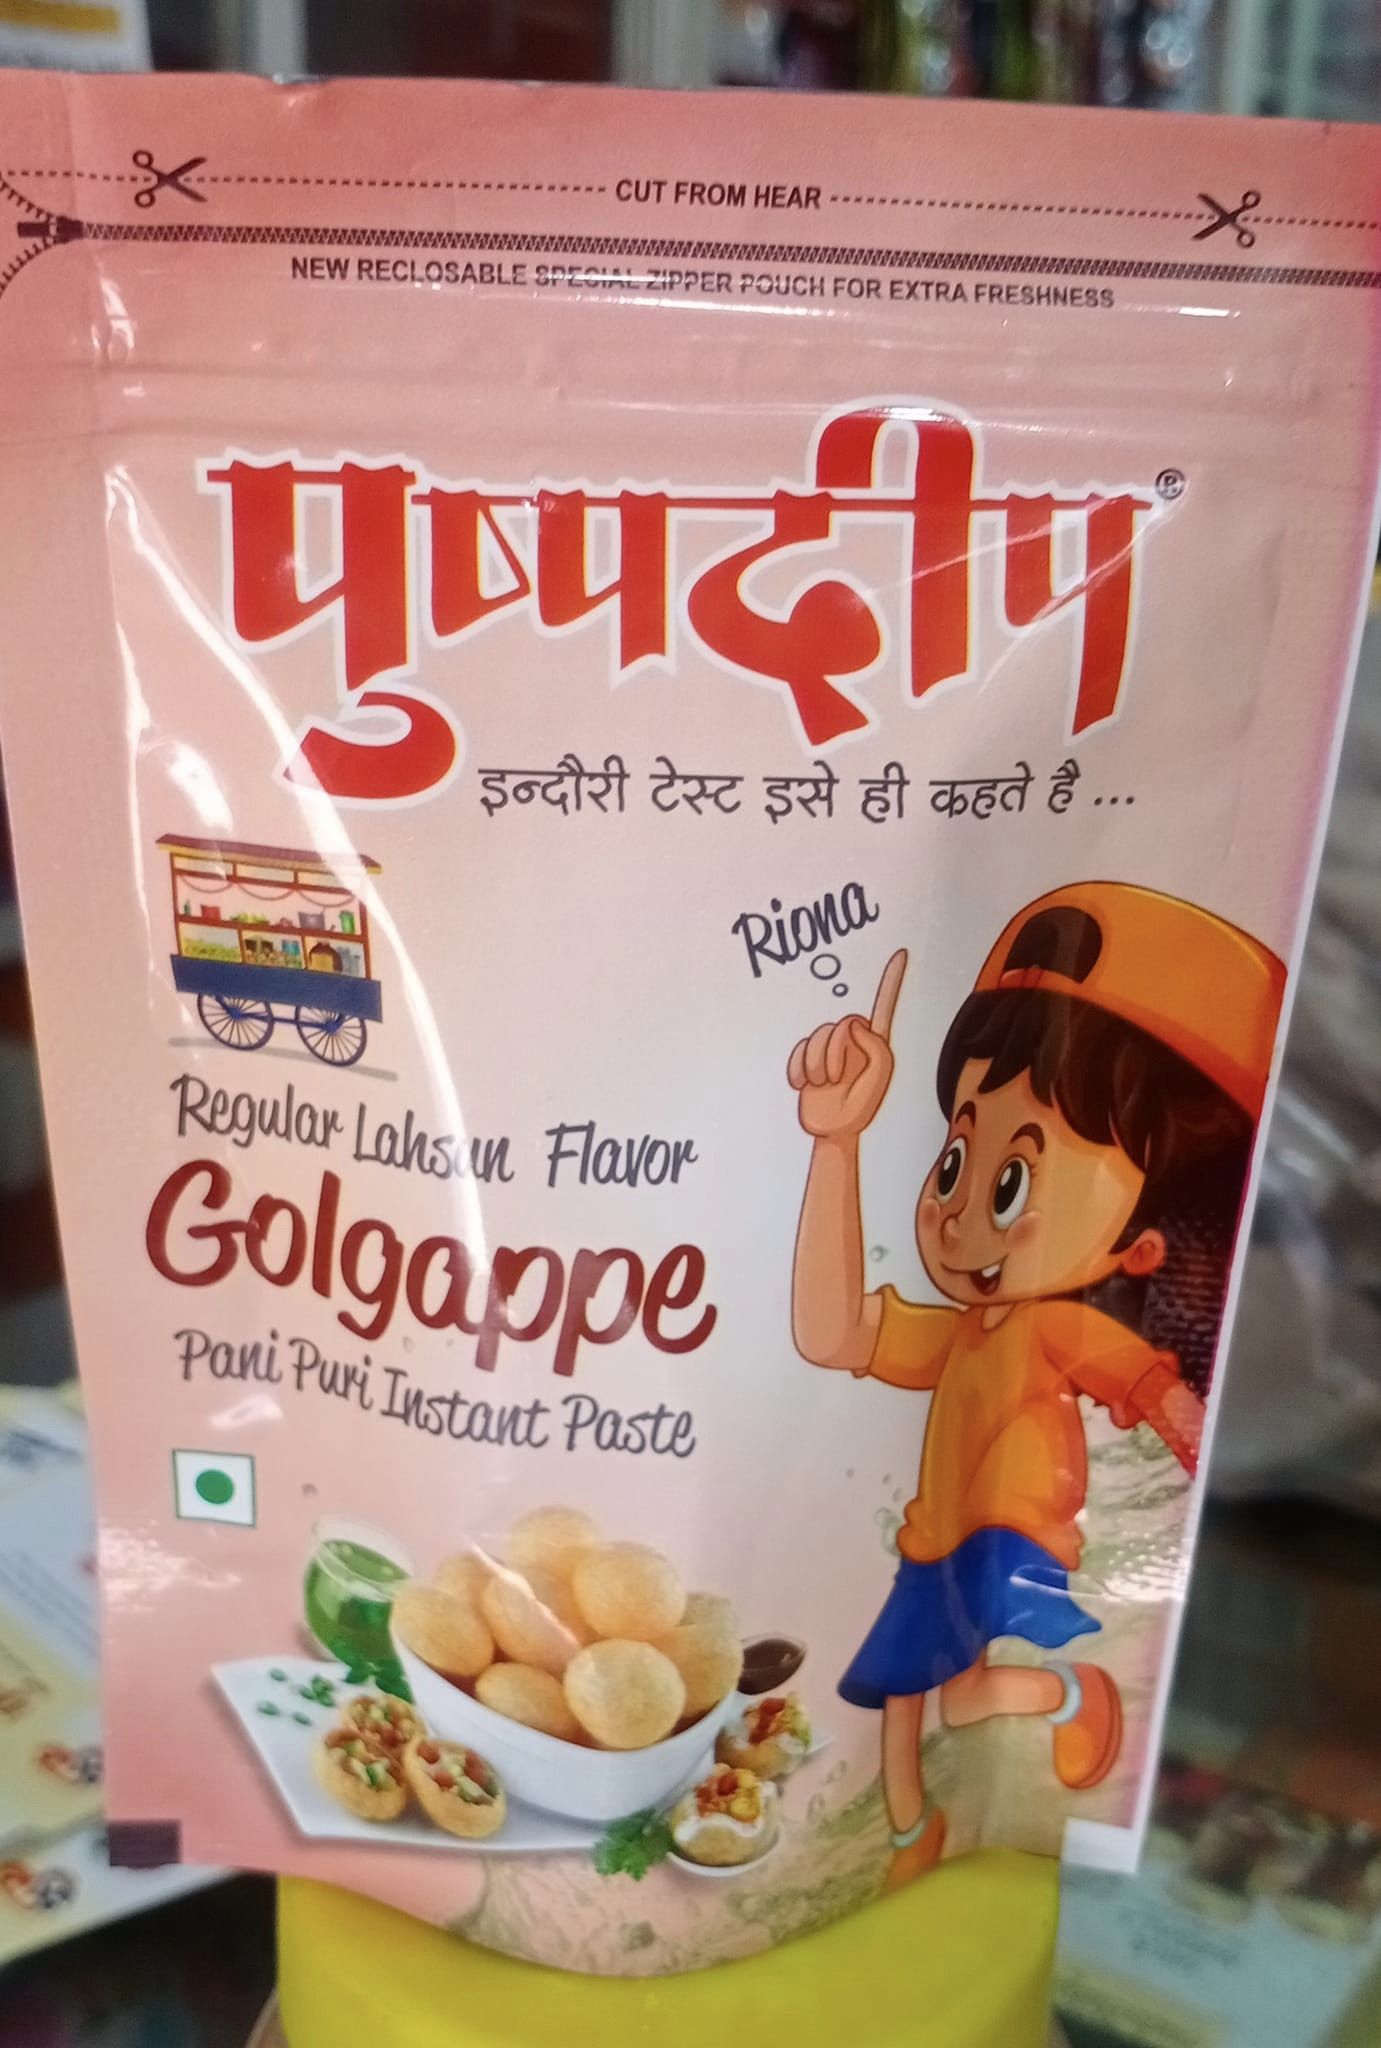 CUT FROM HEAR
NEW RECLOSABLE SPECIAL ZIPPER POUCH FOR EXTRA FRESHNESS
पुष्पदीप®
इन्दौरी टेस्ट इसे ही कहते है ...
Riona
Regular Lahsun Flavor
Golgappe
Pani Puri Instant Paste